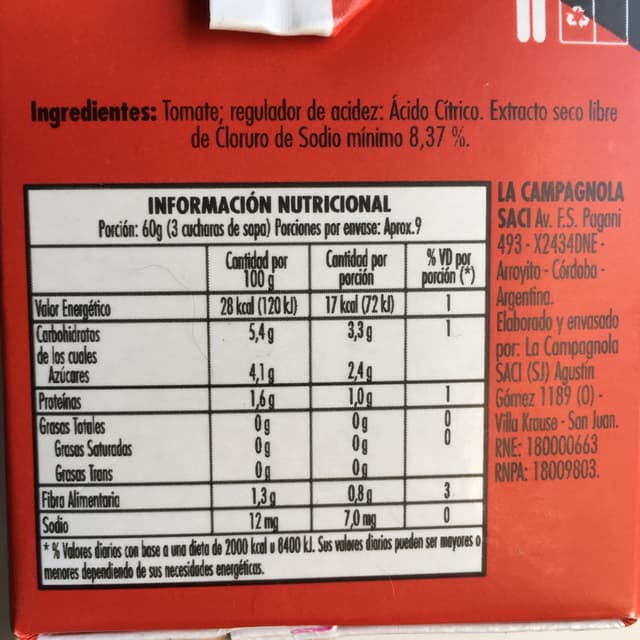 Ingredientes: Tomate; regulador de acidez: Ácido Cítrico. Extracto seco libre
de Cloruro de Sodio mínimo 8,37 %.
INFORMACIÓN NUTRICIONAL
Porción: 60g (3 cucharas de sopa) Porciones por envase: Aprox.9
Cantidad por 100 g Cantidad por porción % VD por porción (*)
Valor Energético 28 kcal (120 kJ) 17 kcal (72 kJ) 1
Carbohidratos 5,4 g 3,3 g 1
de los cuales
Azúcares 4,1 g 2,4 g
Proteínas 1,6 g 1,0 g 1
Grasas Totales 0 g 0 g 0
Grasas Saturadas 0 g 0 g 0
Grasas Trans 0 g 0 g
Fibra Alimentaria 1,3 g 0,8 g 3
Sodio 12 mg 7,0 mg 0
* % Valores diarios con base a una dieta de 2000 kcal u 8400 kJ. Sus valores diarios pueden ser mayores o
menores dependiendo de sus necesidades energéticas.
LA CAMPAGNOLA
SACI Av. F.S. Pagani
493 - X2434DNE -
Arroyito - Córdoba -
Argentina.
Elaborado y envasado
por: La Campagnola
SACI (SJ) Agustín
Gómez 1189 (O) -
Villa Krause - San Juan.
RNE: 180000663
RNPA: 18009803.